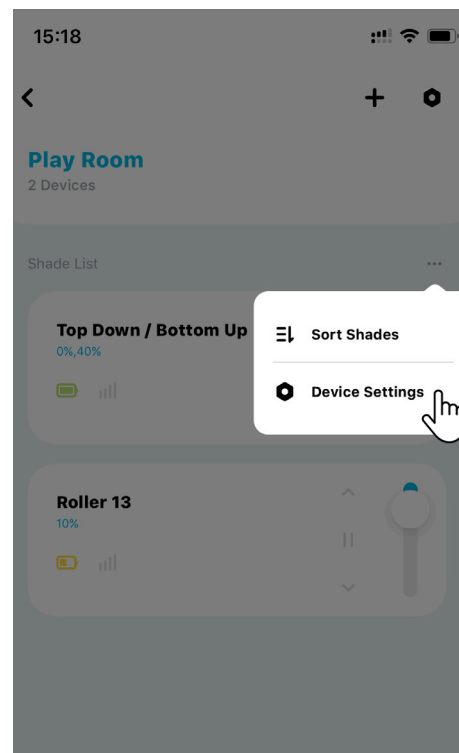 15:18
Play Room
2 Devices
Shade List
Top Down / Bottom Up
0%,40%
Sort Shades
Device Settings
Roller 13
10%